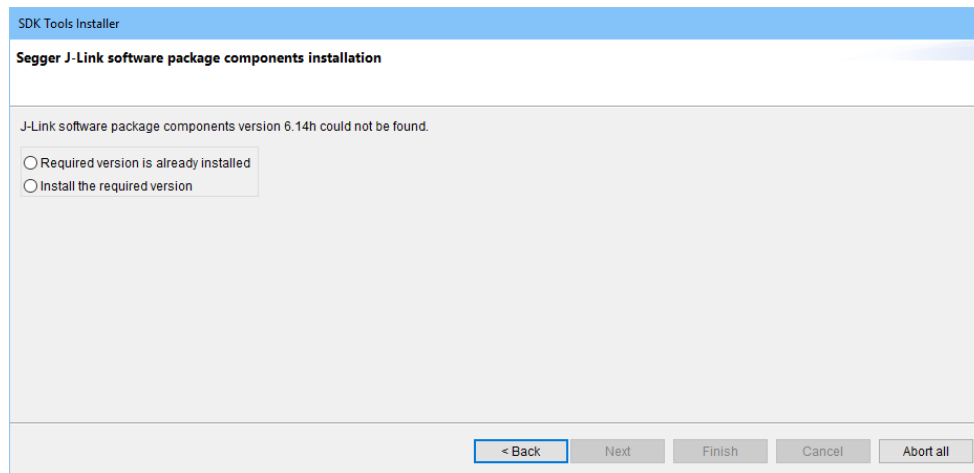 SDK Tools Installer
Segger J-Link software package components installation
J-Link software package components version 6.14h could not be found.
Required version is already installed
Install the required version
< Back Next Finish Cancel Abort all